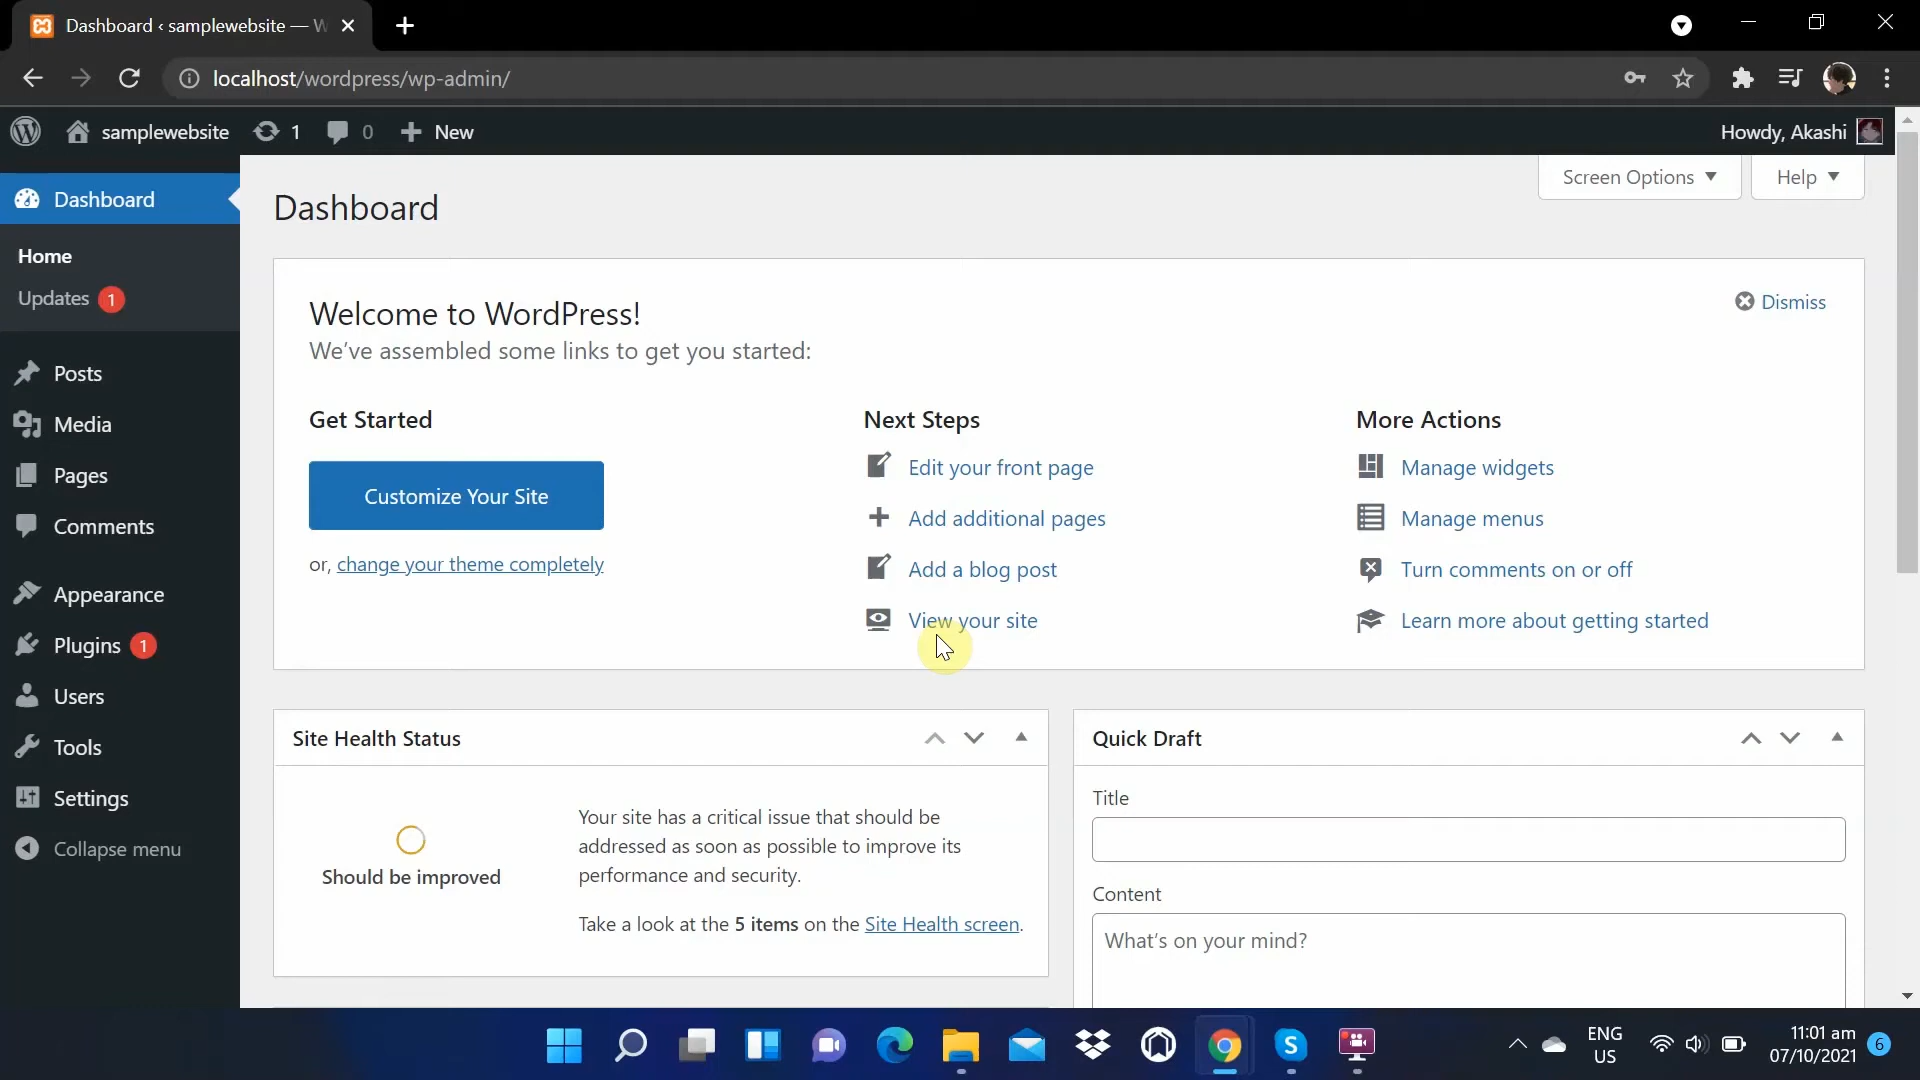 Dashboard ‹ samplewebsite — W
localhost/wordpress/wp-admin/
samplewebsite 1 0 New Howdy, Akashi
Screen Options Help
Dashboard
Home
Updates 1
Posts
Media
Pages
Comments
Appearance
Plugins 1
Users
Tools
Settings
Collapse menu
Dashboard
Welcome to WordPress!
Dismiss
We've assembled some links to get you started:
Get Started
Customize Your Site
or, change your theme completely
Next Steps
Edit your front page
Add additional pages
Add a blog post
View your site
More Actions
Manage widgets
Manage menus
Turn comments on or off
Learn more about getting started
Site Health Status
Should be improved
Your site has a critical issue that should be
addressed as soon as possible to improve its
performance and security.
Take a look at the 5 items on the Site Health screen.
Quick Draft
Title
Content
What's on your mind?
ENG
US
11:01 am
07/10/2021
6